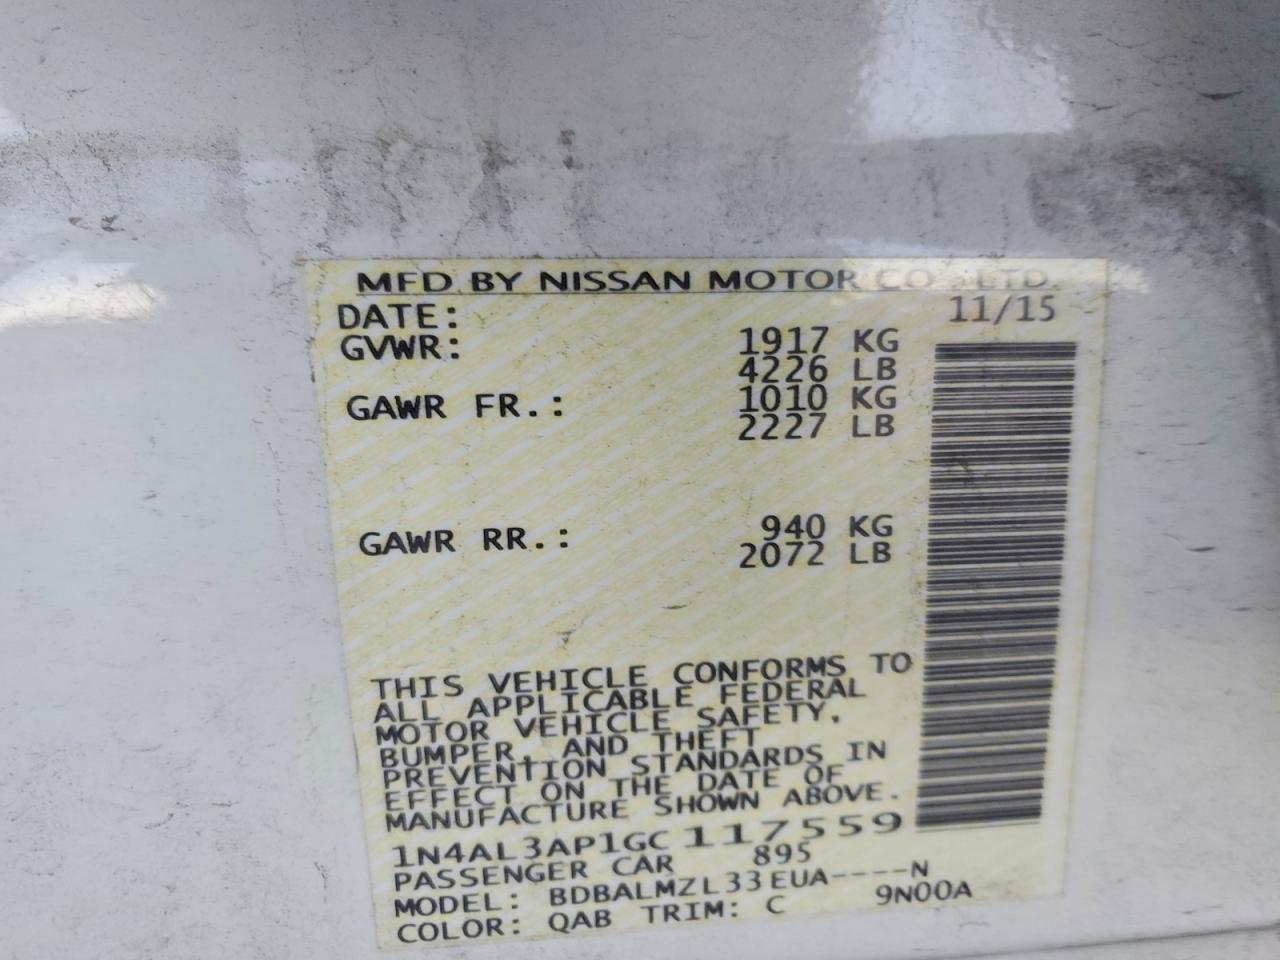 MFD BY NISSAN MOTOR CO., LTD.
DATE: 11/15
GVWR: 1917 KG
4226 LB
GAWR FR.: 1010 KG
2227 LB
GAWR RR.: 940 KG
2072 LB
THIS VEHICLE CONFORMS TO
ALL APPLICABLE FEDERAL
MOTOR VEHICLE SAFETY,
BUMPER, AND THEFT
PREVENTION STANDARDS IN
EFFECT ON THE DATE OF
MANUFACTURE SHOWN ABOVE.
1N4AL3AP1GC117559
PASSENGER CAR 895
MODEL: BDBALMZL33EUA----N
COLOR: QAB TRIM: C 9N00A